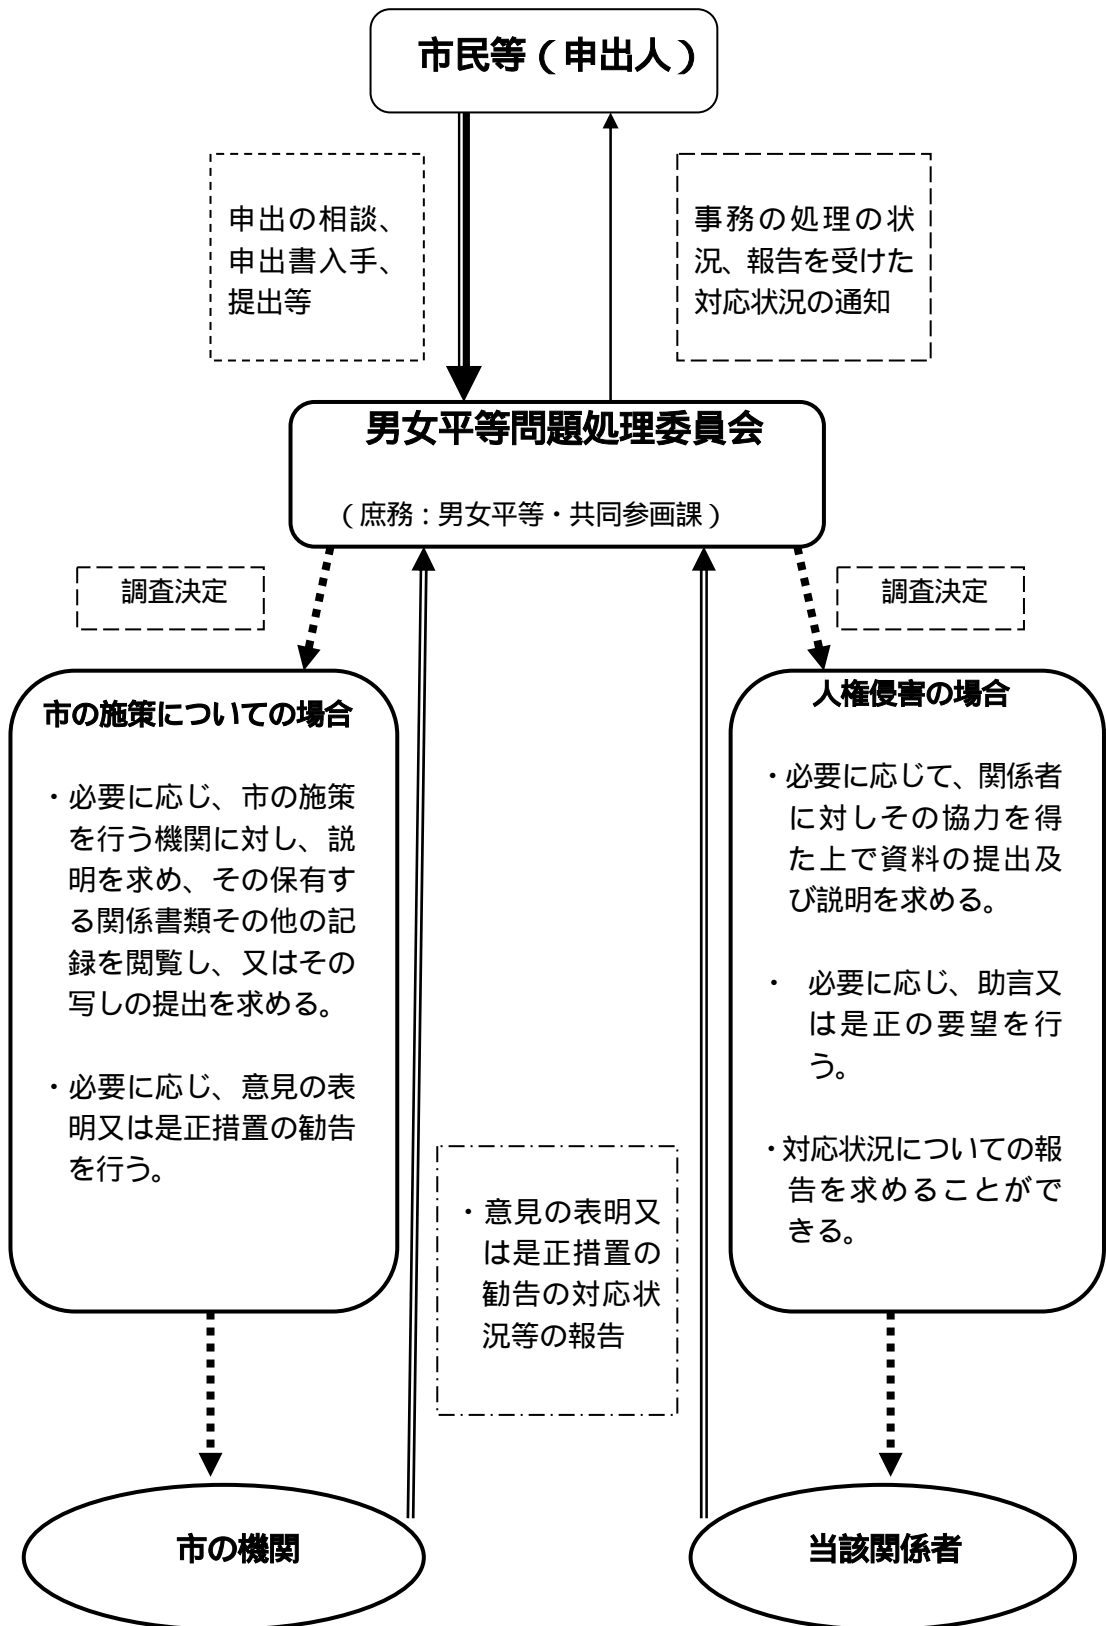 市民等（申出人）
申出の相談、
申出書入手、
提出等
事務の処理の状
況、報告を受けた
対応状況の通知
男女平等問題処理委員会
（庶務：男女平等・共同参画課）
調査決定
調査決定
市の施策についての場合
・必要に応じ、市の施策
を行う機関に対し、説
明を求め、その保有す
る関係書類その他の記
録を閲覧し、又はその
写しの提出を求める。
・必要に応じ、意見の表
明又は是正措置の勧告
を行う。
人権侵害の場合
・必要に応じて、関係者
に対しその協力を得
た上で資料の提出及
び説明を求める。
・ 必要に応じ、助言又
は是正の要望を行
う。
・対応状況についての報
告を求めることがで
きる。
・意見の表明又
は是正措置の
勧告の対応状
況等の報告
市の機関
当該関係者